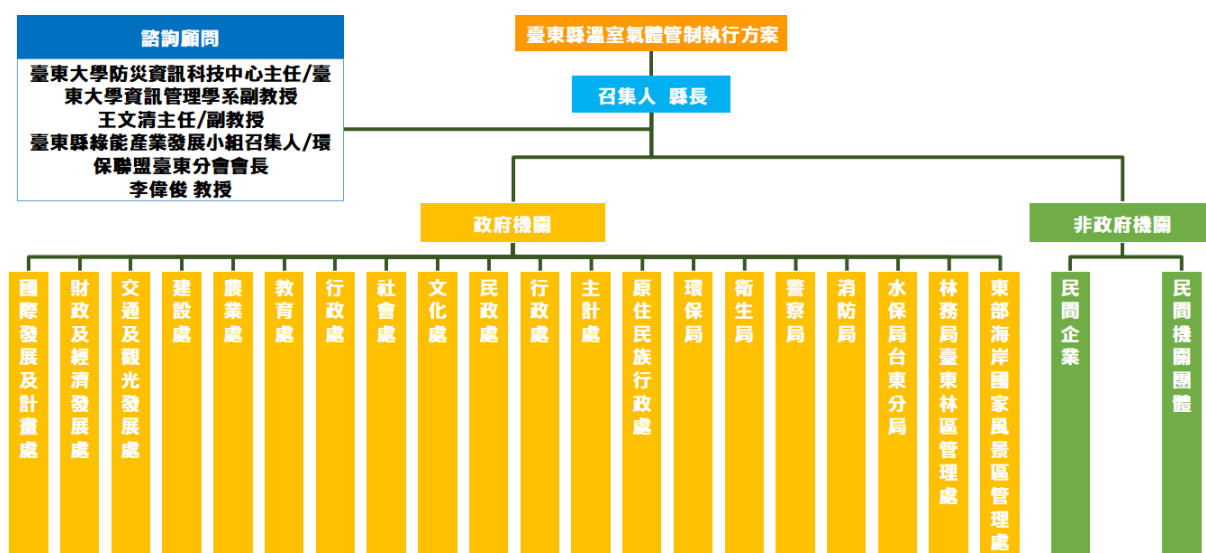 諮詢顧問
臺東大學防災資訊科技中心主任/臺
東大學資訊管理學系副教授
王文清主任/副教授
臺東縣綠能產業發展小組召集人/環
保聯盟臺東分會會長
李偉俊 教授
臺東縣溫室氣體管制執行方案
召集人 縣長
政府機關
非政府機關
國際發展及計畫處
財政及經濟發展處
交通及觀光發展處
建設處
農業處
教育處
行政處
社會處
文化處
民政處
行政處
主計處
原住民族行政處
環保局
衛生局
警察局
消防局
水保局台東分局
林務局臺東林區管理處
東部海岸國家風景區管理處
民間企業
民間機關團體